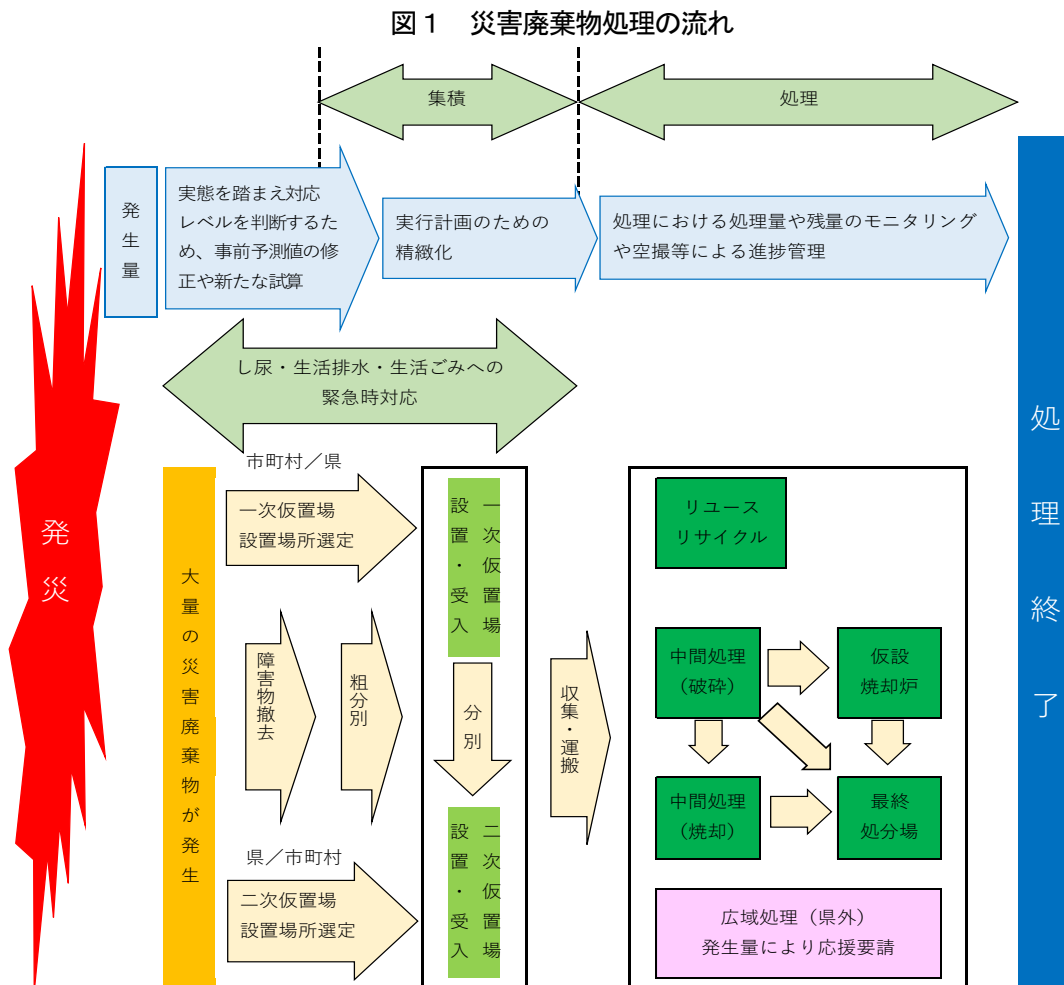 図１　災害廃棄物処理の流れ
集積
処理
発生量
実態を踏まえ対応
レベルを判断するた
め、事前予測値の修
正や新たな試算
実行計画のための
精緻化
処理における処理量や残量のモニタリング
や空撮等による進捗管理
し尿・生活排水・生活ごみへの
緊急時対応
発災
大量の災害廃棄物が発生
市町村／県
一次仮置場
設置場所選定
障害物撤去
粗分別
県／市町村
二次仮置場
設置場所選定
一次仮置場
設置・受入
分別
二次仮置場
設置・受入
収集・運搬
リユース
リサイクル
中間処理
（破砕）
仮設
焼却炉
中間処理
（焼却）
最終
処分場
広域処理（県外）
発生量により応援要請
処理終了